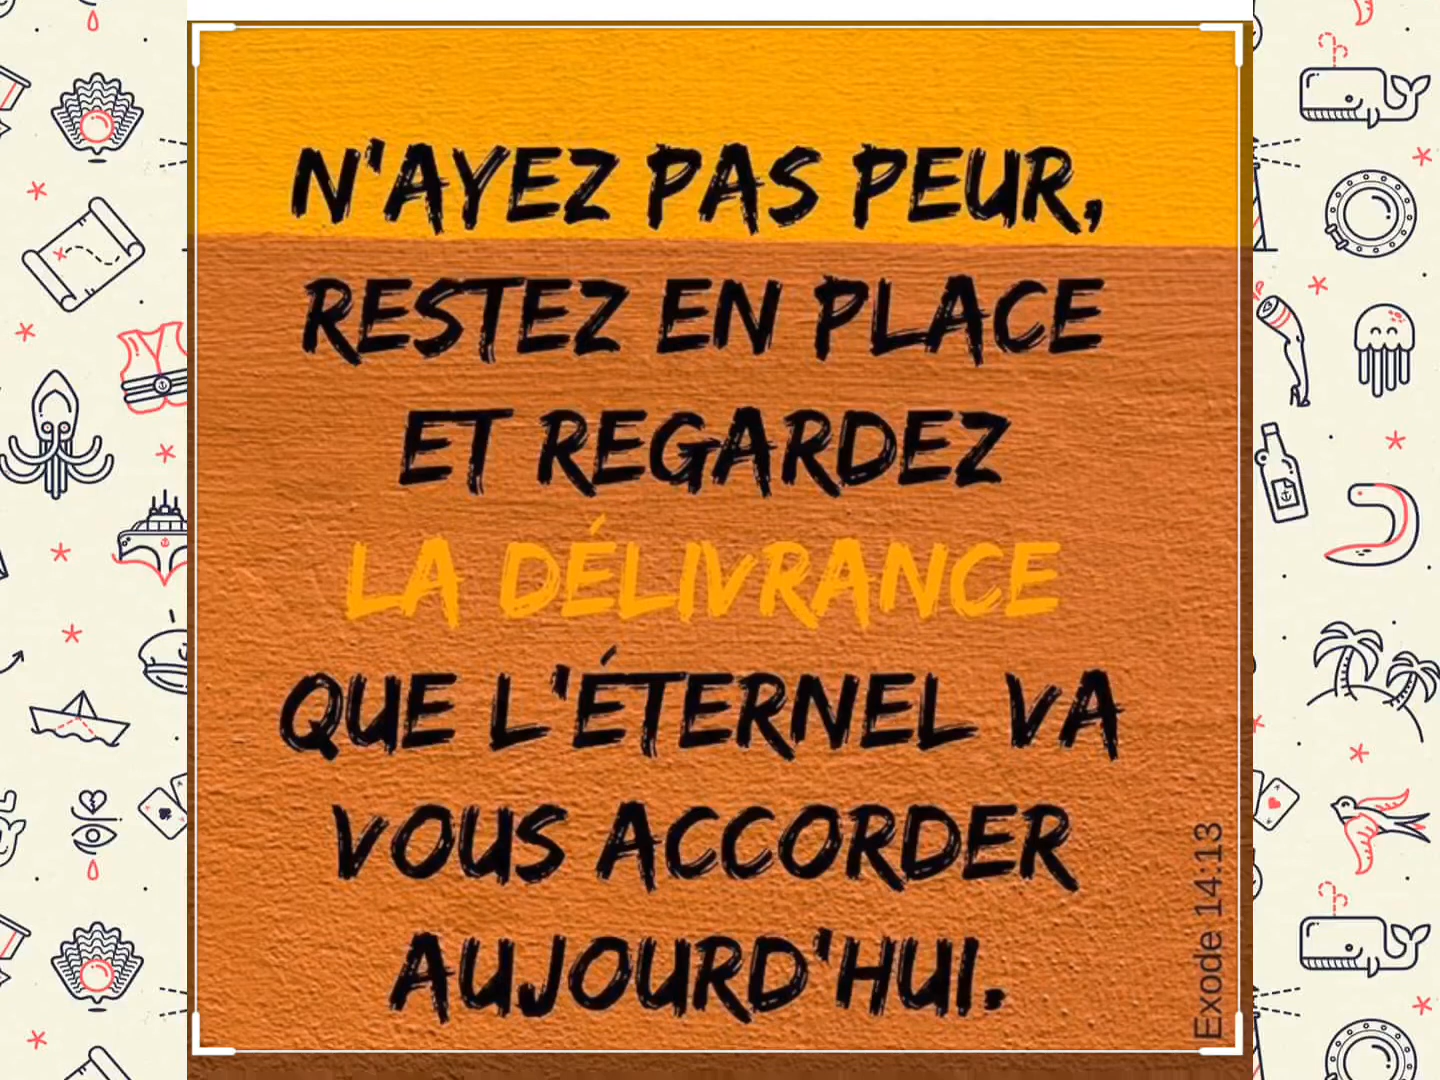 N'AYEZ PAS PEUR,
RESTEZ EN PLACE
ET REGARDEZ
LA DÉLIVRANCE
QUE L'ÉTERNEL VA
VOUS ACCORDER
AUJOURD'HUI.
Exode 14:13